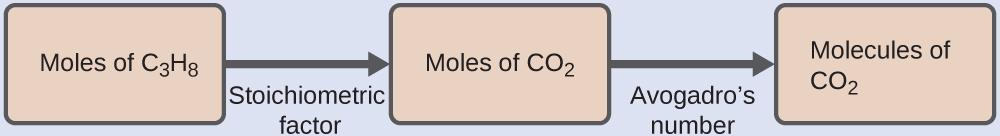 Moles of C₃H₈
Stoichiometric
factor
Moles of CO₂
Avogadro’s
number
Molecules of
CO₂